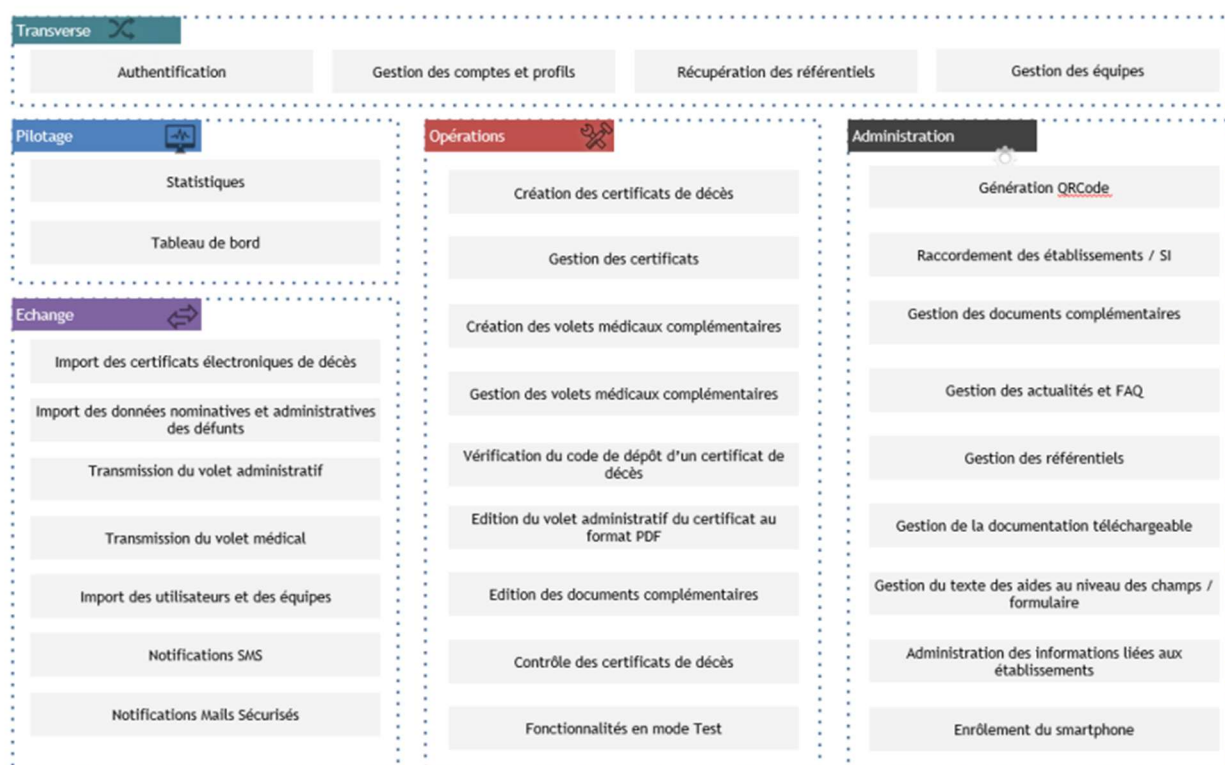 Transverse
Authentification
Gestion des comptes et profils
Récupération des référentiels
Gestion des équipes
Pilotage
Statistiques
Tableau de bord
Echange
Import des certificats électroniques de décès
Import des données nominatives et administratives
des défunts
Transmission du volet administratif
Transmission du volet médical
Import des utilisateurs et des équipes
Notifications SMS
Notifications Mails Sécurisés
Opérations
Création des certificats de décès
Gestion des certificats
Création des volets médicaux complémentaires
Gestion des volets médicaux complémentaires
Vérification du code de dépôt d'un certificat de
décès
Edition du volet administratif du certificat au
format PDF
Edition des documents complémentaires
Contrôle des certificats de décès
Fonctionnalités en mode Test
Administration
Génération QRCode
Raccordement des établissements / SI
Gestion des documents complémentaires
Gestion des actualités et FAQ
Gestion des référentiels
Gestion de la documentation téléchargeable
Gestion du texte des aides au niveau des champs /
formulaire
Administration des informations liées aux
établissements
Enrôlement du smartphone